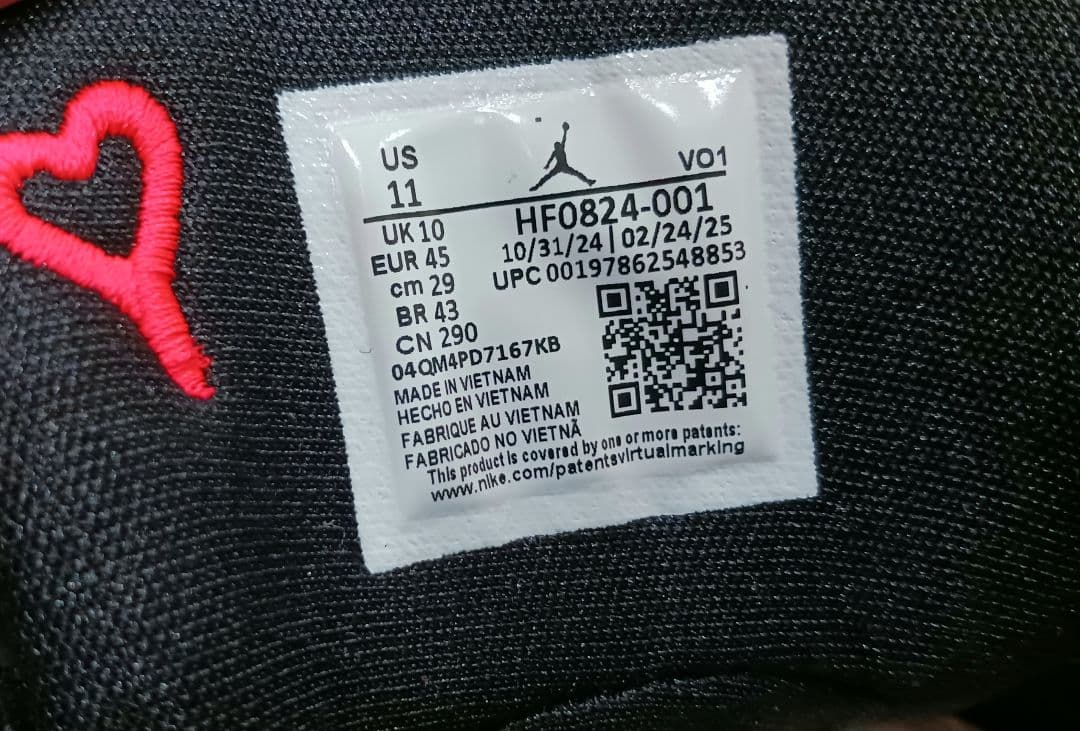 US
11
VO1
UK 10
HF0824-001
EUR 45
10/31/24 | 02/24/25
cm 29
UPC 00197862548853
BR 43
CN 290
04QM4PD7167KB
MADE IN VIETNAM
HECHO EN VIETNAM
FABRIQUE AU VIETNAM
FABRICADO NO VIETNÃ
This product is covered by one or more patents:
www.nike.com/patentsvirtualmarking